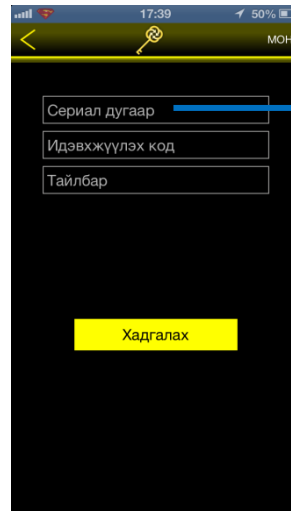 17:39 50%
МОН
Сериал дугаар
Идэвхжүүлэх код
Тайлбар
Хадгалах